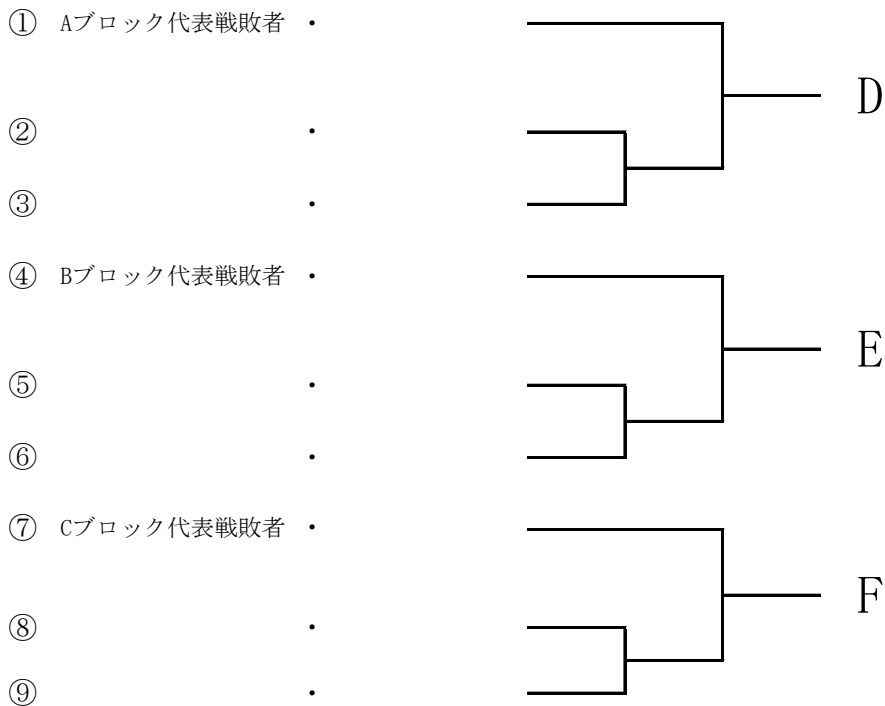 ① Aブロック代表戦敗者 ・
D
② ・
③ ・
④ Bブロック代表戦敗者 ・
E
⑤ ・
⑥ ・
⑦ Cブロック代表戦敗者 ・
F
⑧ ・
⑨ ・